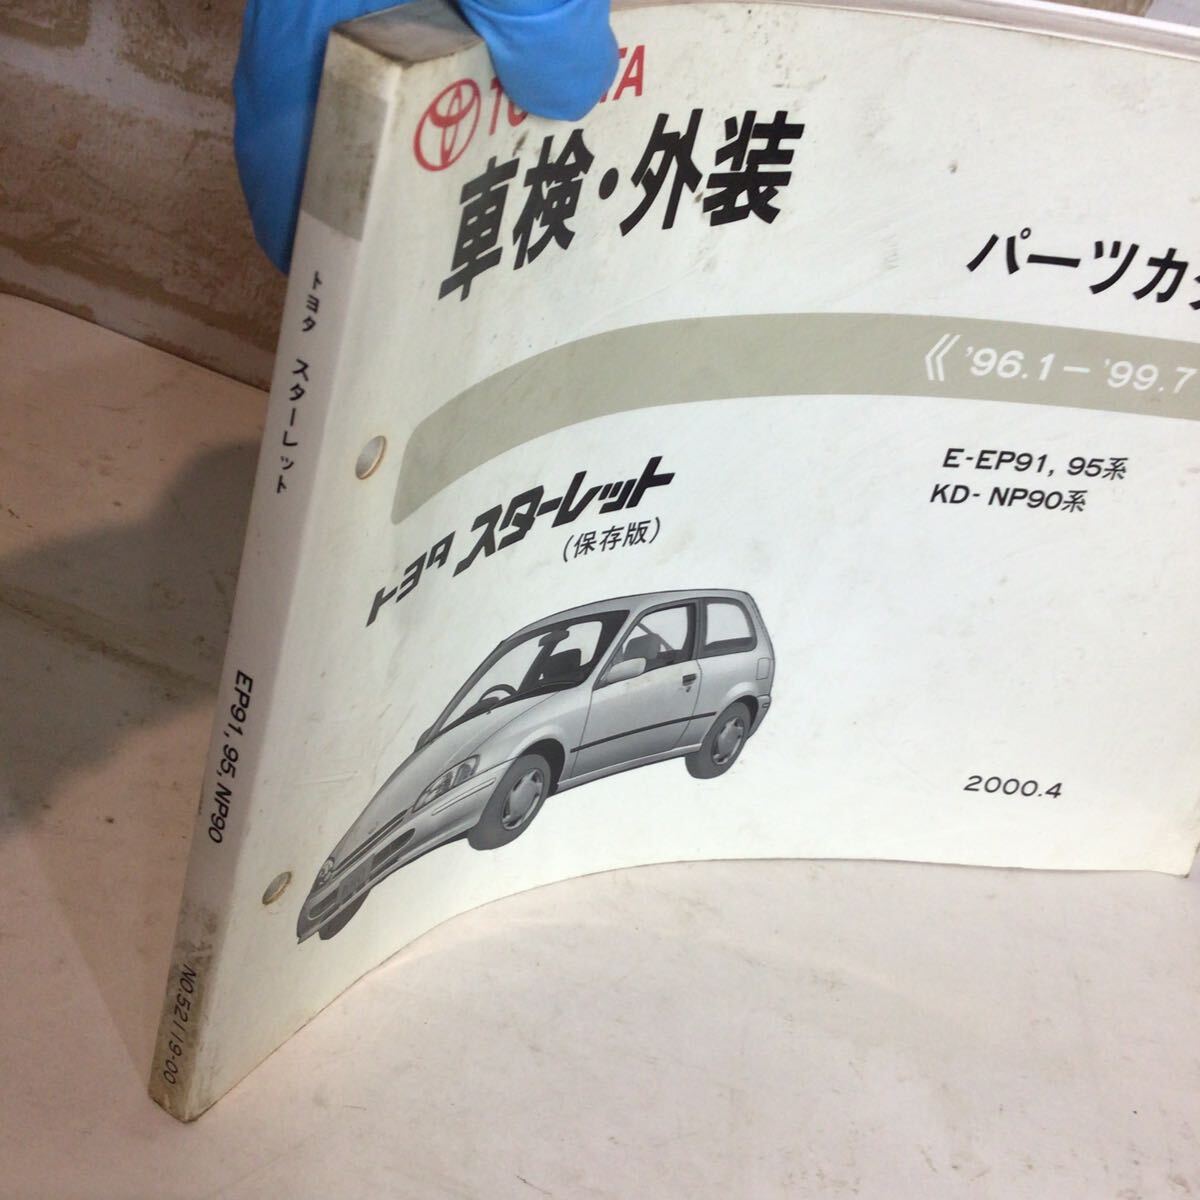 TOYOTA
車検・外装
パーツカタ
《 '96.1－'99.7
E-EP91, 95系
KD- NP90系
トヨタ スターレット
(保存版)
2000.4
トヨタ スターレット
EP91, 95, NP90
NO.52119-00